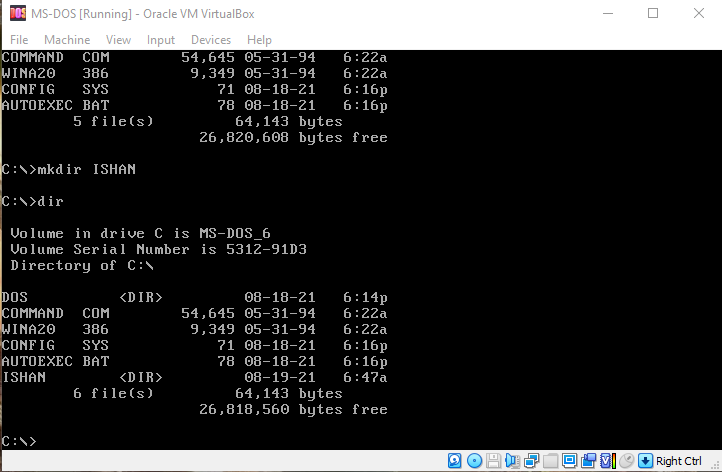 DOS MS-DOS [Running] - Oracle VM VirtualBox
File Machine View Input Devices Help
COMMAND  COM        54,645 05-31-94   6:22a
WINA20   386         9,349 05-31-94   6:22a
CONFIG   SYS            71 08-18-21   6:16p
AUTOEXEC BAT            78 08-18-21   6:16p
        5 file(s)         64,143 bytes
                      26,820,608 bytes free
C:\>mkdir ISHAN
C:\>dir
Volume in drive C is MS-DOS_6
Volume Serial Number is 5312-91D3
Directory of C:\
DOS          <DIR>         08-18-21   6:14p
COMMAND  COM        54,645 05-31-94   6:22a
WINA20   386         9,349 05-31-94   6:22a
CONFIG   SYS            71 08-18-21   6:16p
AUTOEXEC BAT            78 08-18-21   6:16p
ISHAN        <DIR>         08-19-21   6:47a
        6 file(s)         64,143 bytes
                      26,818,560 bytes free
C:\>
Right Ctrl